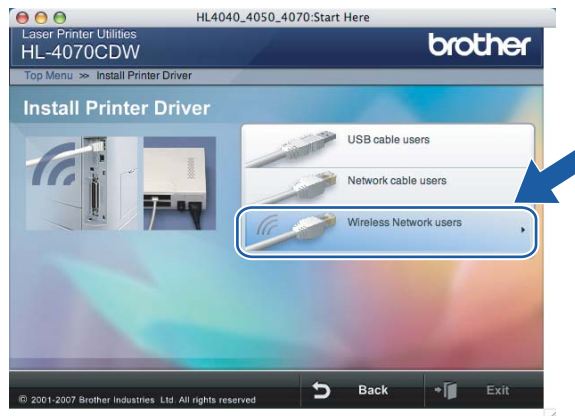 HL4040_4050_4070:Start Here
Laser Printer Utilities
HL-4070CDW
brother
Top Menu >> Install Printer Driver
Install Printer Driver
USB cable users
Network cable users
Wireless Network users
© 2001-2007 Brother Industries Ltd. All rights reserved
Back
Exit